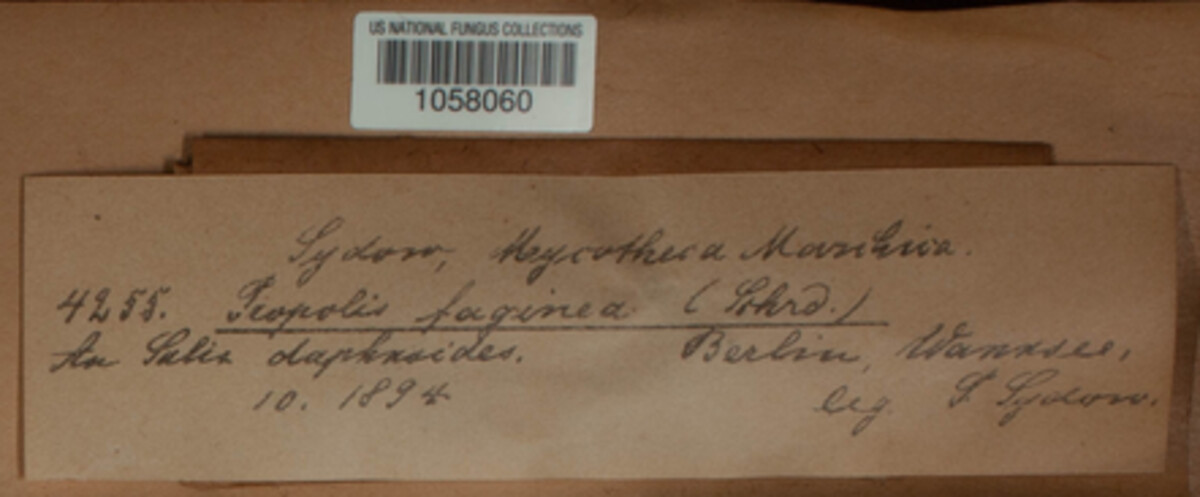 US NATIONAL FUNGUS COLLECTIONS
1058060
Sydow, Mycotheca Marchica.
4255. Propolis faginea (Schrd.)
An Salix daphnoides. Berlin, Wannsee,
10. 1894 leg. P. Sydow.